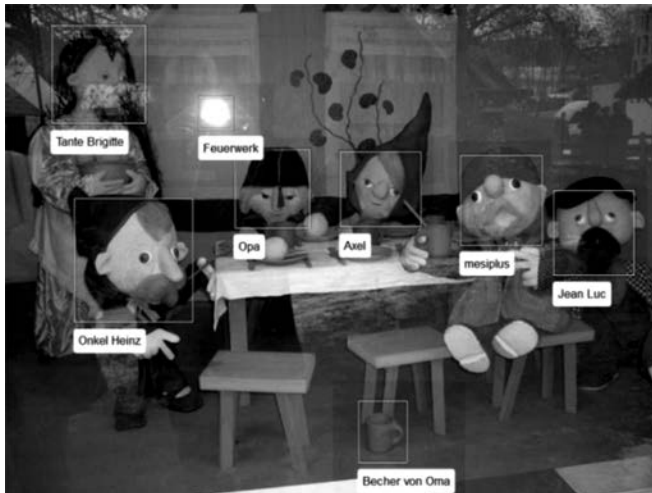 Tante Brigitte
Feuerwerk
Opa
Axel
mesiplus
Jean Luc
Onkel Heinz
Becher von Oma